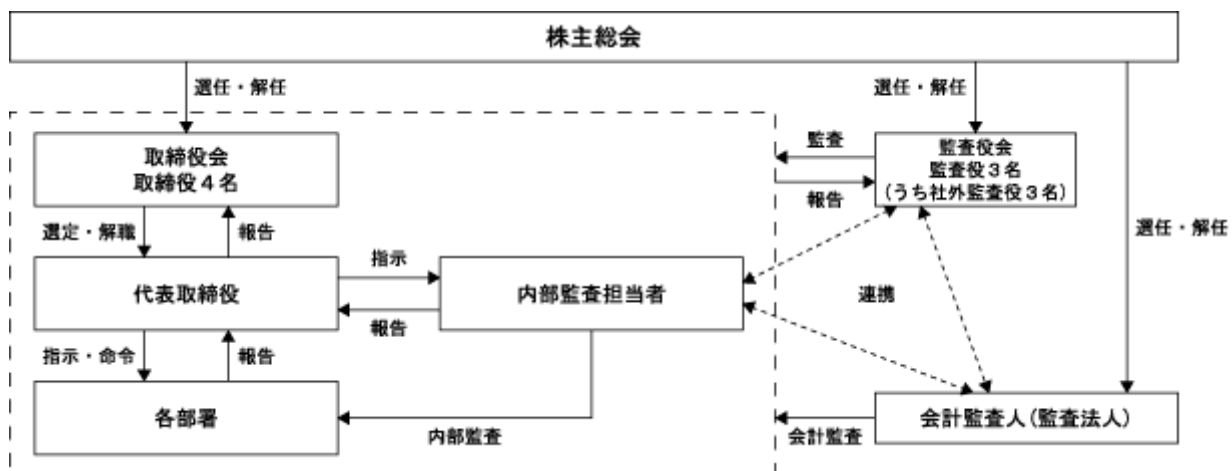 株主総会
選任・解任
選任・解任
取締役会
取締役4名
監査
監査役会
監査役3名
(うち社外監査役3名)
報告
選任・解任
選定・解職
報告
指示
代表取締役
内部監査担当者
連携
報告
指示・命令
報告
各部署
内部監査
会計監査
会計監査人(監査法人)